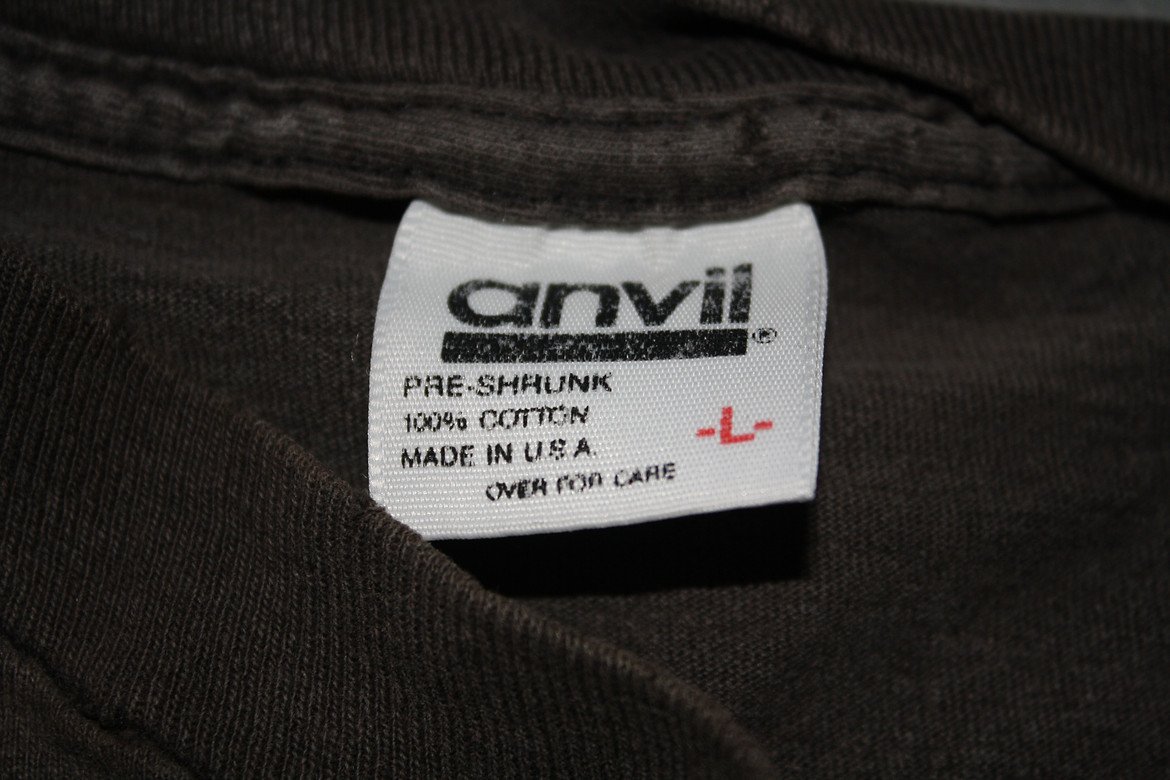 anvil®
PRE-SHRUNK
100% COTTON
-L-
MADE IN U.S.A.
OVER FOR CARE